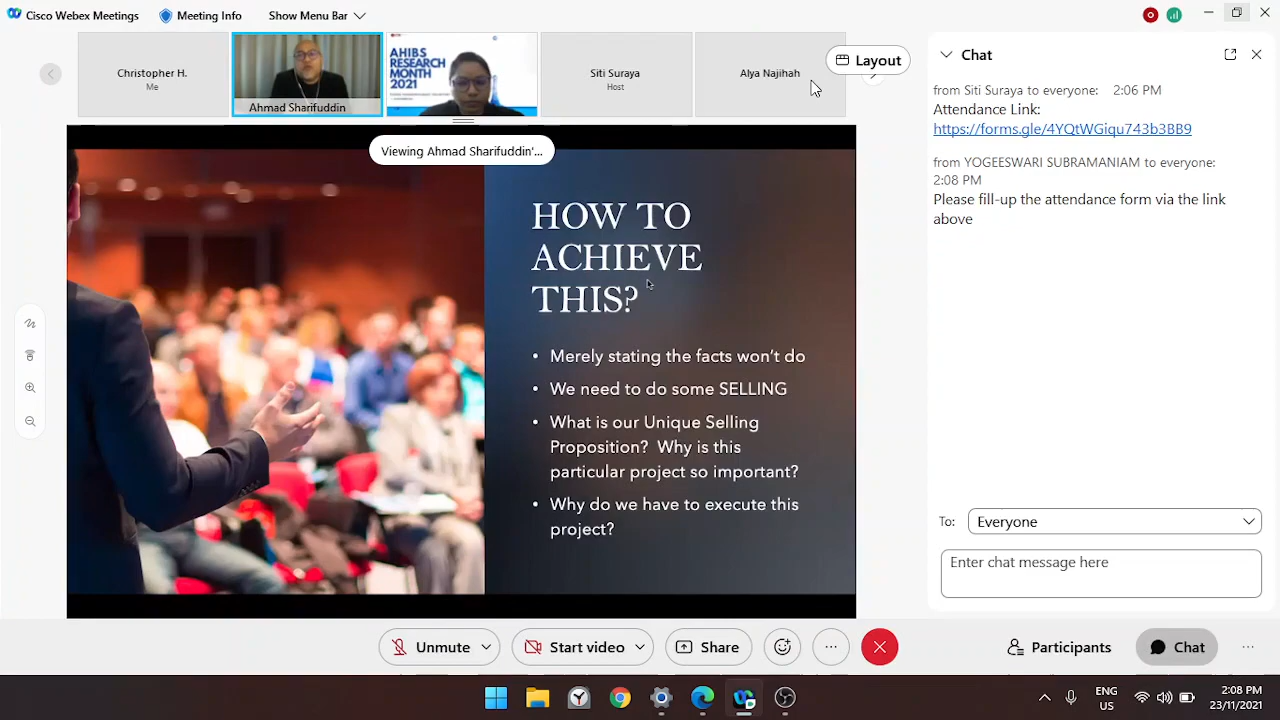 Cisco Webex Meetings
Meeting Info
Show Menu Bar
Christopher H.
Me
Ahmad Sharifuddin
AHIBS
RESEARCH
MONTH
2021
Siti Suraya
Host
Alya Najihah
Layout
Viewing Ahmad Sharifuddin'...
HOW TO
ACHIEVE
THIS?
• Merely stating the facts won't do
• We need to do some SELLING
• What is our Unique Selling
Proposition? Why is this
particular project so important?
• Why do we have to execute this
project?
Chat
from Siti Suraya to everyone: 2:06 PM
Attendance Link:
https://forms.gle/4YQtWGiqu743b3BB9
from YOGEESWARI SUBRAMANIAM to everyone:
2:08 PM
Please fill-up the attendance form via the link
above
To:
Everyone
Enter chat message here
Unmute
Start video
Share
Participants
Chat
ENG
US
PM
23/11/2021